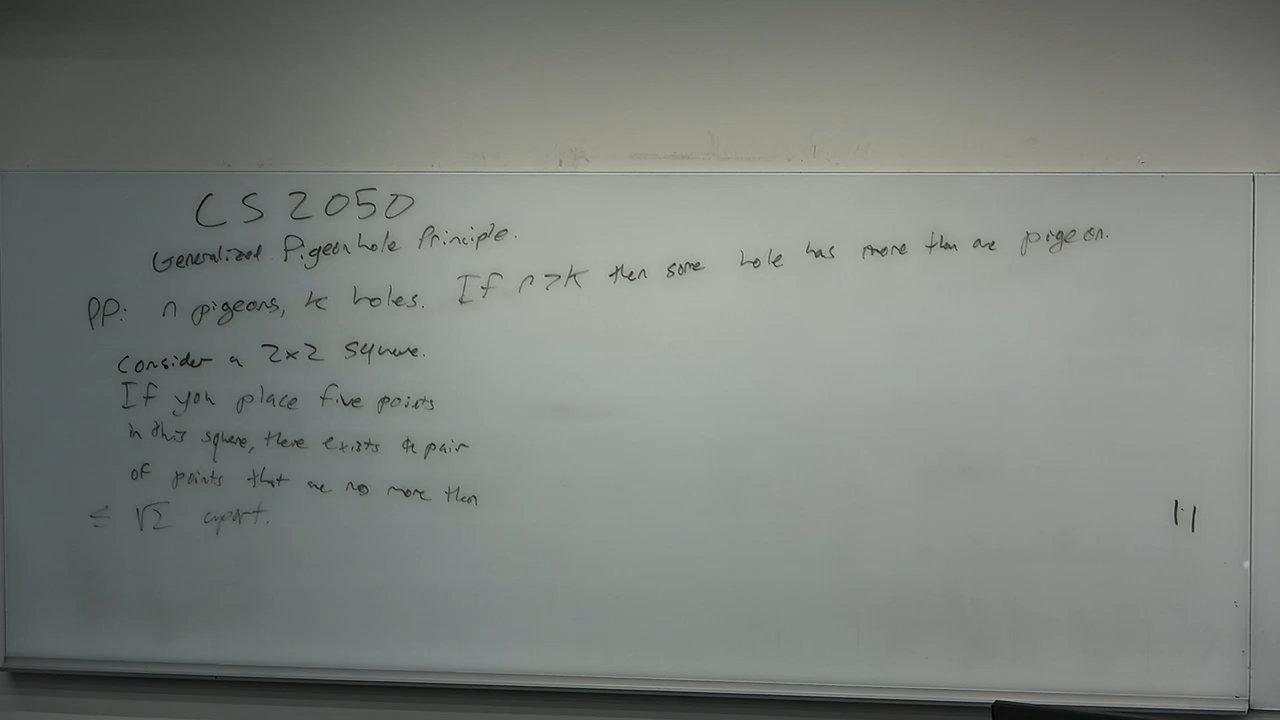 CS 2050
Generalized Pigeonhole Principle.
PP: n pigeons, k holes. If n > k then some hole has more than one pigeon.
Consider a 2x2 square.
If you place five points
in this square, there exists a pair
of points that are no more than
≤ √2 apart.
1:1